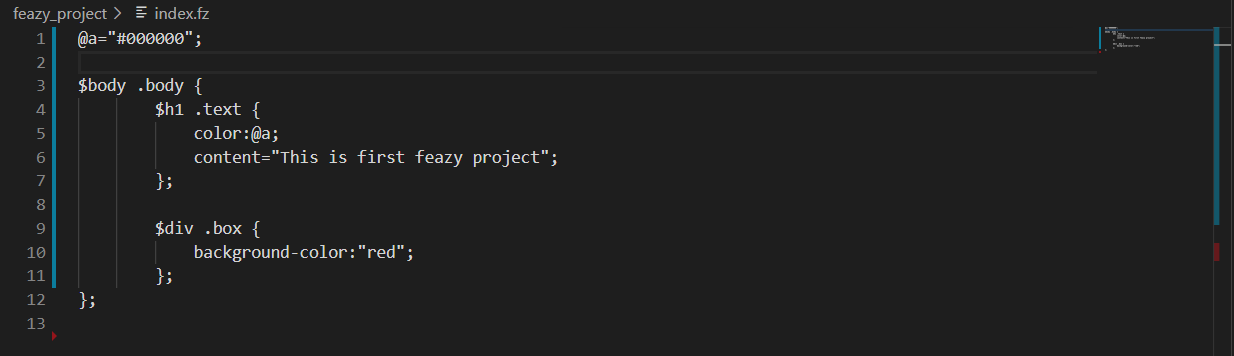 feazy_project > index.fz
1 @a="#000000";
2
3 $body .body {
4 $h1 .text {
5 color:@a;
6 content="This is first feazy project";
7 };
8
9 $div .box {
10 background-color:"red";
11 };
12 };
13